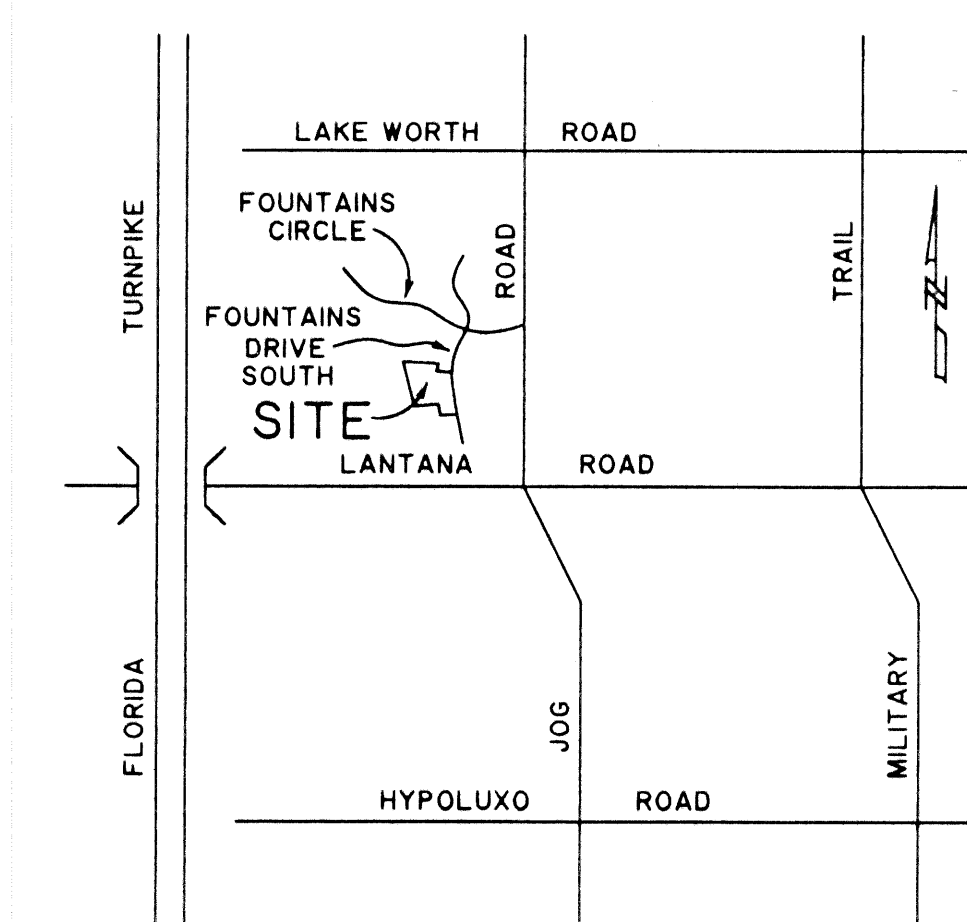 LAKE WORTH ROAD
FOUNTAINS
CIRCLE
FOUNTAINS
DRIVE
SOUTH
SITE
LANTANA ROAD
FLORIDA TURNPIKE
JOG ROAD
MILITARY TRAIL
N
HYPOLUXO ROAD